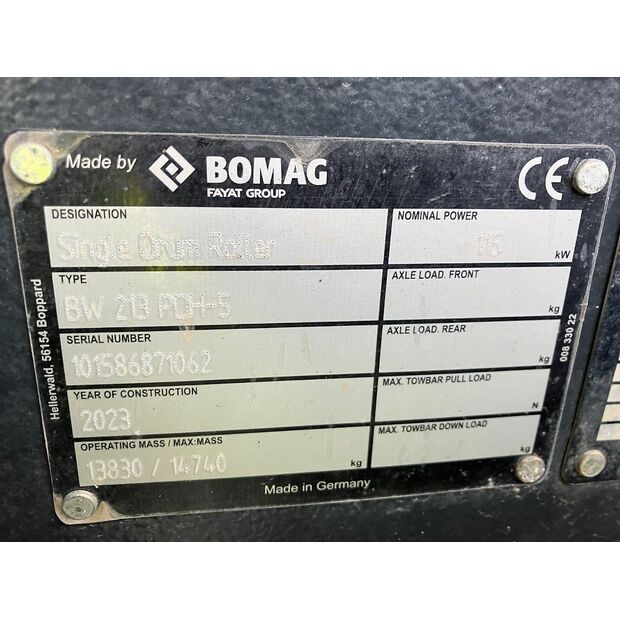 Made by BOMAG
FAYAT GROUP
CE
DESIGNATION
Single Drum Roller
NOMINAL POWER
kW
TYPE
BW 213 PDH-5
AXLE LOAD. FRONT
kg
SERIAL NUMBER
101586871062
AXLE LOAD. REAR
kg
YEAR OF CONSTRUCTION
2023
MAX. TOWBAR PULL LOAD
N
OPERATING MASS / MAX:MASS
13830 / 14740 kg
MAX. TOWBAR DOWN LOAD
kg
Made in Germany
Hellerwald, 56154 Boppard
008 330 22